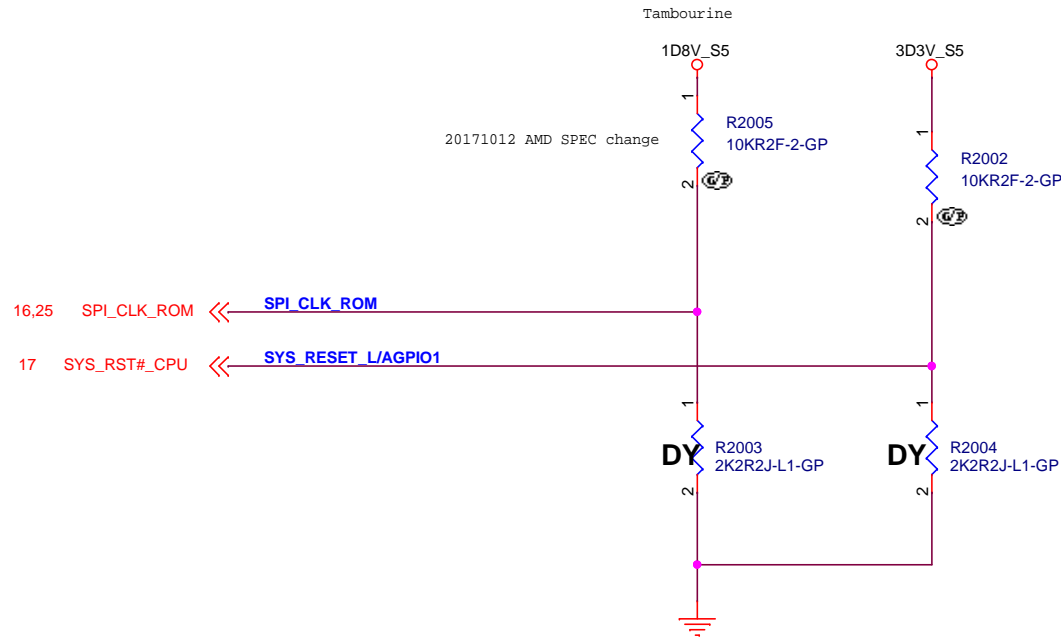 Tambourine
1D8V_S5
3D3V_S5
1
R2005
10KR2F-2-GP
20171012 AMD SPEC change
2
G/P
1
R2002
10KR2F-2-GP
2
G/P
16,25 SPI_CLK_ROM SPI_CLK_ROM
17 SYS_RST#_CPU SYS_RESET_L/AGPIO1
1
DY
R2003
2K2R2J-L1-GP
2
1
DY
R2004
2K2R2J-L1-GP
2